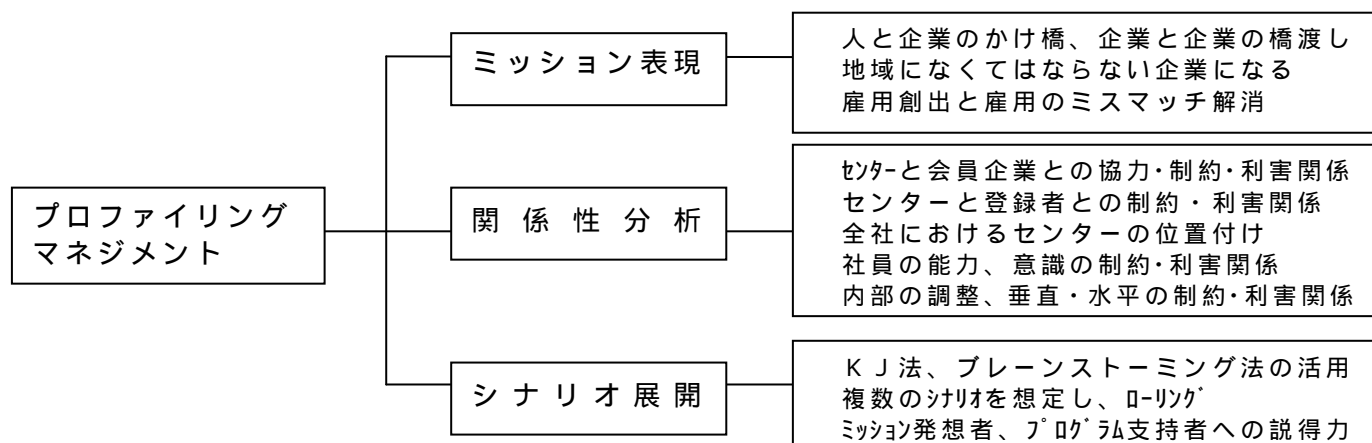 プロファイリング
マネジメント
ミッション表現
人と企業のかけ橋、企業と企業の橋渡し
地域になくてはならない企業になる
雇用創出と雇用のミスマッチ解消
関係性分析
ｾﾝﾀｰと会員企業との協力・制約・利害関係
センターと登録者との制約・利害関係
全社におけるセンターの位置付け
社員の能力、意識の制約・利害関係
内部の調整、垂直・水平の制約・利害関係
シナリオ展開
ＫＪ法、ブレーンストーミング法の活用
複数のｼﾅﾘｵを想定し、ﾛｰﾘﾝｸﾞ
ﾐｯｼｮﾝ発想者、ﾌﾟﾛｸﾞﾗﾑ支持者への説得力